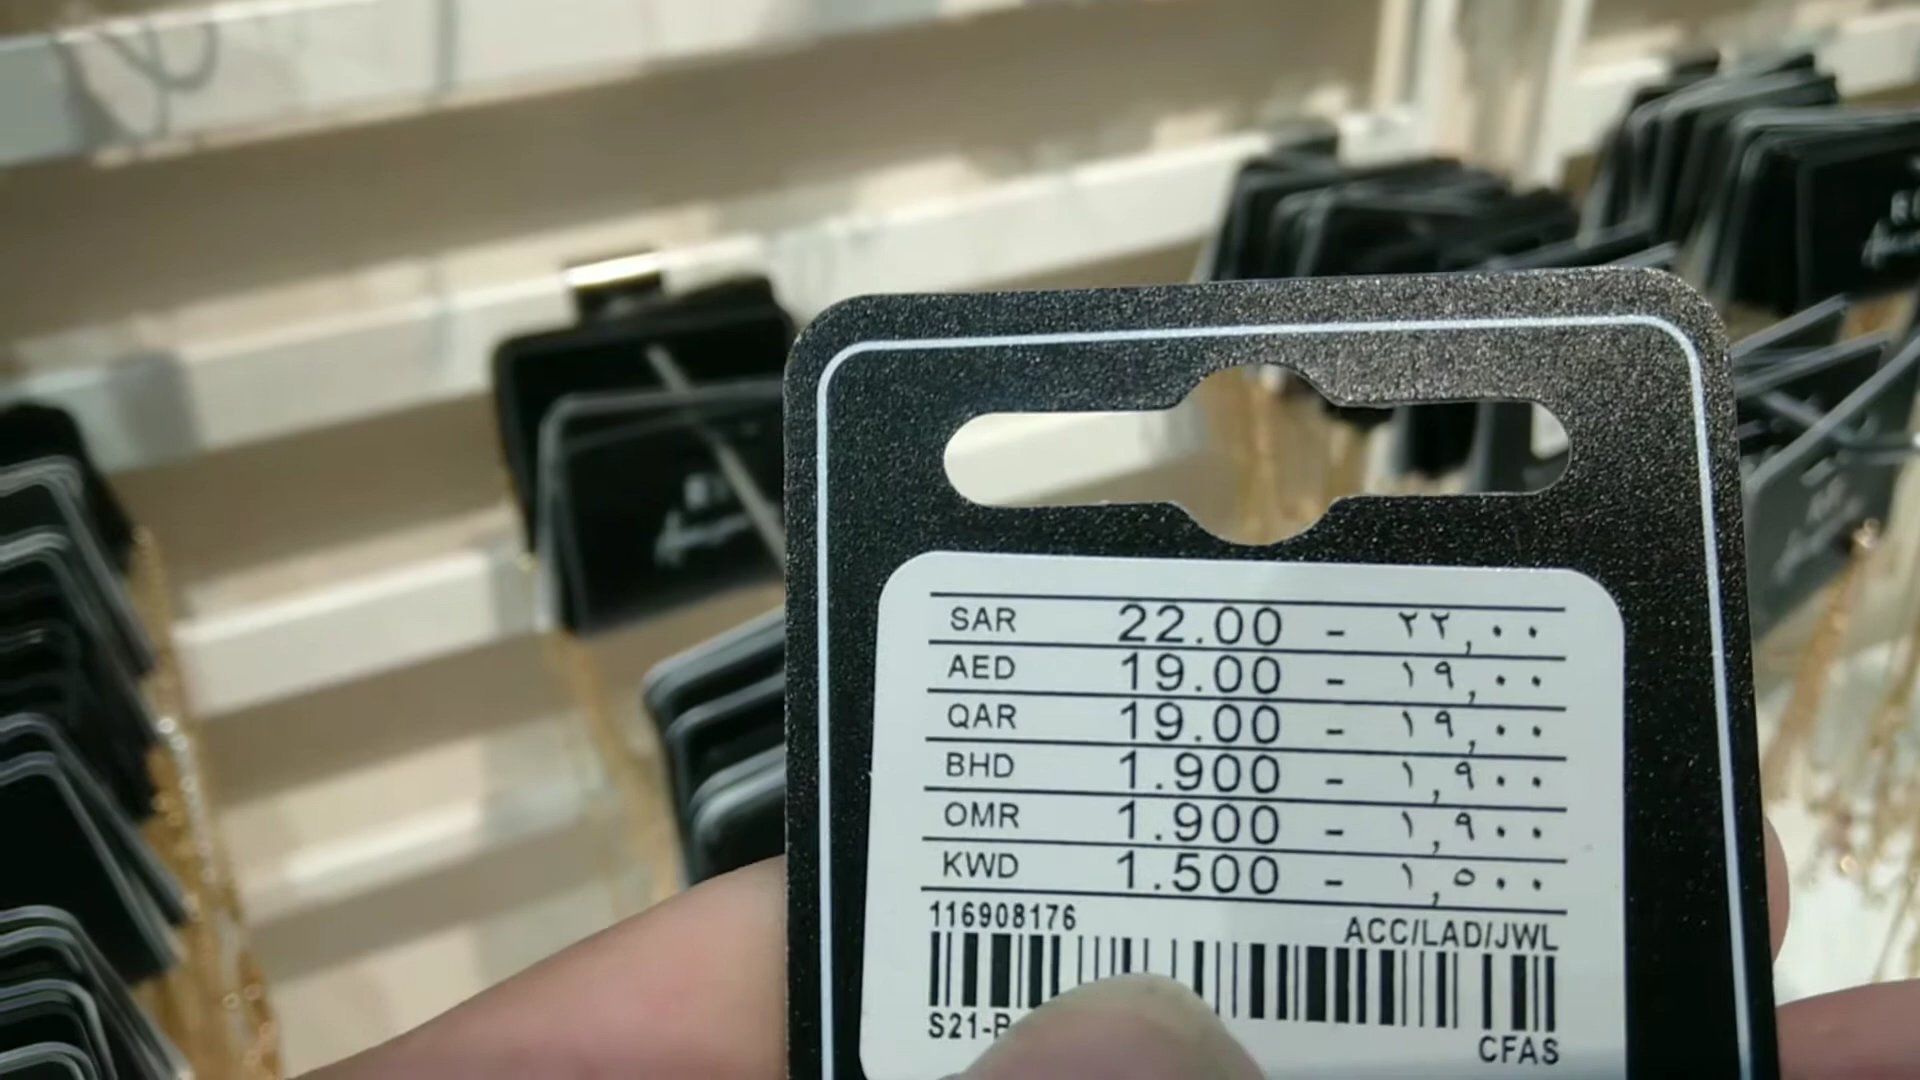 SAR 22.00 - ٢٢,٠٠
AED 19.00 - ١٩,٠٠
QAR 19.00 - ١٩,٠٠
BHD 1.900 - ١,٩٠٠
OMR 1.900 - ١,٩٠٠
KWD 1.500 - ١,٥٠٠
116908176 ACC/LAD/JWL
CFAS